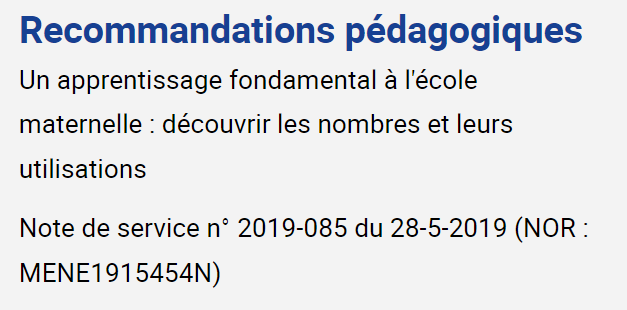 Recommandations pédagogiques
Un apprentissage fondamental à l'école
maternelle : découvrir les nombres et leurs
utilisations
Note de service n° 2019-085 du 28-5-2019 (NOR :
MENE1915454N)